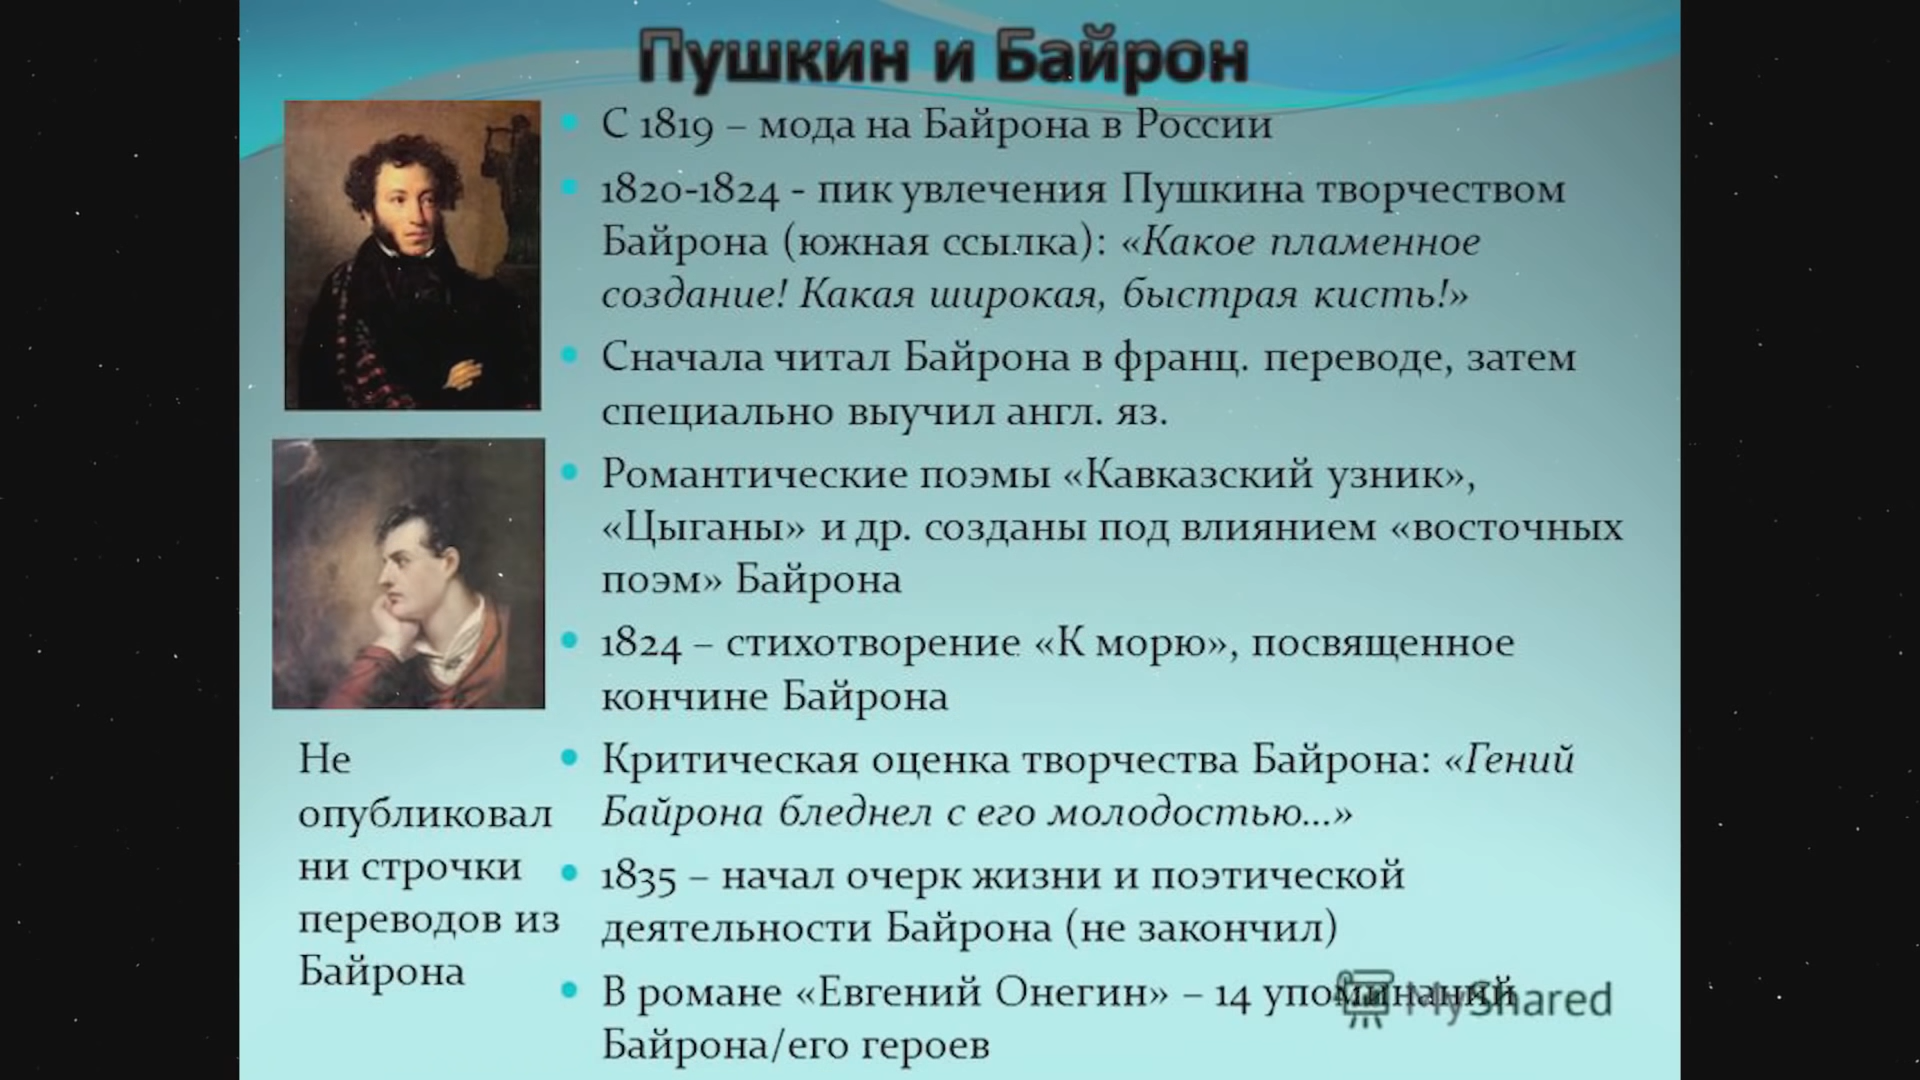 Пушкин и Байрон
С 1819 – мода на Байрона в России
1820-1824 - пик увлечения Пушкина творчеством
Байрона (южная ссылка): «Какое пламенное
создание! Какая широкая, быстрая кисть!»
Сначала читал Байрона в франц. переводе, затем
специально выучил англ. яз.
Романтические поэмы «Кавказский узник»,
«Цыганы» и др. созданы под влиянием «восточных
поэм» Байрона
1824 – стихотворение «К морю», посвященное
кончине Байрона
Критическая оценка творчества Байрона: «Гений
Байрона бледнел с его молодостью...»
1835 – начал очерк жизни и поэтической
деятельности Байрона (не закончил)
В романе «Евгений Онегин» – 14 упоминаний
Байрона/его героев
Не
опубликовал
ни строчки
переводов из
Байрона
MyShared